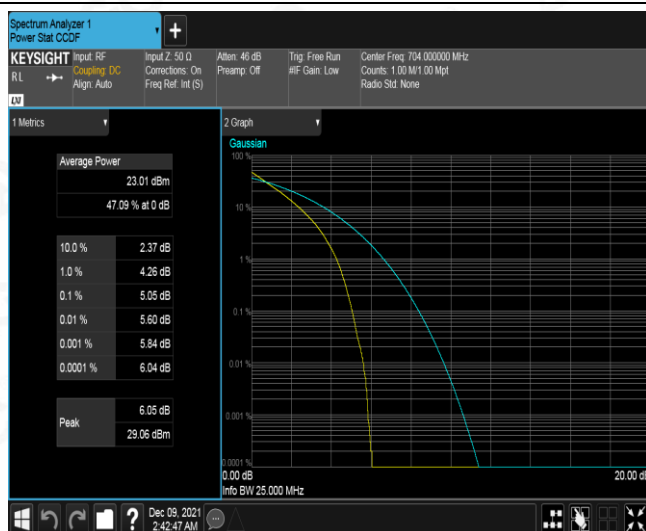 Spectrum Analyzer 1
Power Stat CCDF
+
KEYSIGHT
RL
LXI
Input: RF
Coupling: DC
Align: Auto
Input Z: 50 Ω
Corrections: On
Freq Ref: Int (S)
Atten: 46 dB
Preamp: Off
Trig: Free Run
#IF Gain: Low
Center Freq: 704.000000 MHz
Counts: 1.00 M/1.00 Mpt
Radio Std: None
1 Metrics
Average Power
23.01 dBm
47.09 % at 0 dB
10.0 % 2.37 dB
1.0 % 4.26 dB
0.1 % 5.05 dB
0.01 % 5.60 dB
0.001 % 5.84 dB
0.0001 % 6.04 dB
Peak
6.05 dB
29.06 dBm
2 Graph
Gaussian
100 %
10 %
1 %
0.1 %
0.01 %
0.001 %
0.0001 %
0.00 dB
20.00 dB
Info BW 25.000 MHz
?
Dec 09, 2021
2:42:47 AM